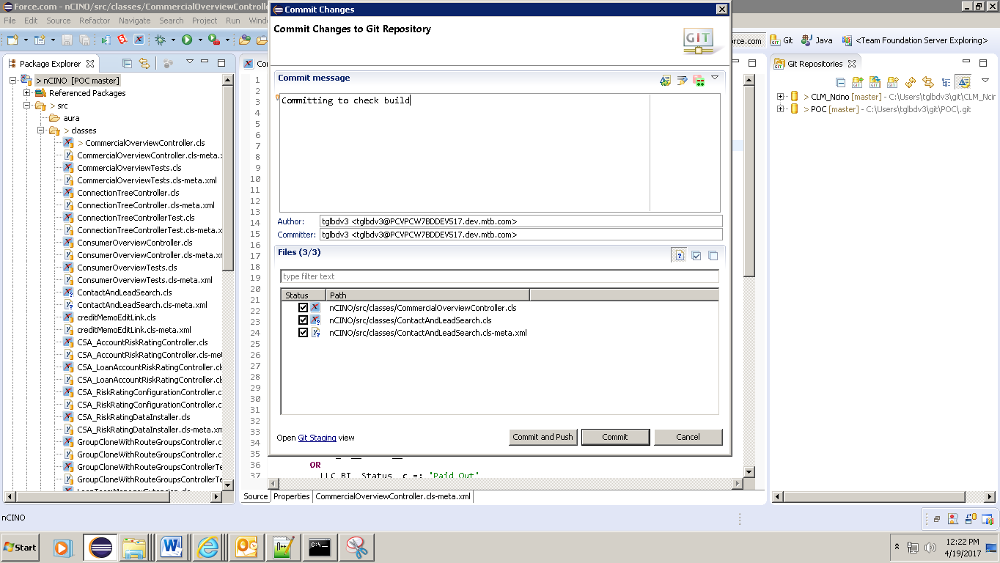 Force.com - nCINO/src/classes/CommercialOverviewControlle
File Edit Source Refactor Navigate Search Project Run Wind
Commit Changes
Commit Changes to Git Repository
GIT
rce.com Git Java <Team Foundation Server Exploring>
Package Explorer
> nCINO [POC master]
Referenced Packages
> src
aura
> classes
> CommercialOverviewController.cls
CommercialOverviewController.cls-meta.x
CommercialOverviewTests.cls
CommercialOverviewTests.cls-meta.xml
ConnectionTreeController.cls
ConnectionTreeController.cls-meta.xml
ConnectionTreeControllerTest.cls
ConnectionTreeControllerTest.cls-meta.x
ConsumerOverviewController.cls
ConsumerOverviewController.cls-meta.xm
ConsumerOverviewTests.cls
ConsumerOverviewTests.cls-meta.xml
ContactAndLeadSearch.cls
ContactAndLeadSearch.cls-meta.xml
creditMemoEditLink.cls
creditMemoEditLink.cls-meta.xml
CSA_AccountRiskRatingController.cls
CSA_AccountRiskRatingController.cls-met
CSA_LoanAccountRiskRatingController.cls
CSA_LoanAccountRiskRatingController.cls
CSA_RiskRatingConfigurationController.c
CSA_RiskRatingConfigurationController.c
CSA_RiskRatingDataInstaller.cls
CSA_RiskRatingDataInstaller.cls-meta.xm
GroupCloneWithRouteGroupsController.c
GroupCloneWithRouteGroupsController.c
GroupCloneWithRouteGroupsControllerTe
GroupCloneWithRouteGroupsControllerTe
LoanTeamManagerExtension.cls
Co
1
2
3
4
5
6
7
8
9
10
11
12
13
14
15
16
17
18
19
20
21
22
23
24
25
26
27
28
29
30
31
32
33
34
35
36
37
Commit message
Committing to check build
Author: tglbdv3 <tglbdv3@PCVPCW7BDDEV517.dev.mtb.com>
Committer: tglbdv3 <tglbdv3@PCVPCW7BDDEV517.dev.mtb.com>
Files (3/3)
type filter text
Status Path
nCINO/src/classes/CommercialOverviewController.cls
nCINO/src/classes/ContactAndLeadSearch.cls
nCINO/src/classes/ContactAndLeadSearch.cls-meta.xml
Open Git Staging view
Commit and Push Commit Cancel
OR
LLC_BI__Status__c =: 'Paid Out'
Source Properties CommercialOverviewController.cls-meta.xml
Git Repositories
> CLM_Ncino [master] - C:\Users\tglbdv3\git\CLM_Ncir
> POC [master] - C:\Users\tglbdv3\git\POC\.git
nCINO
Start
12:22 PM
4/19/2017